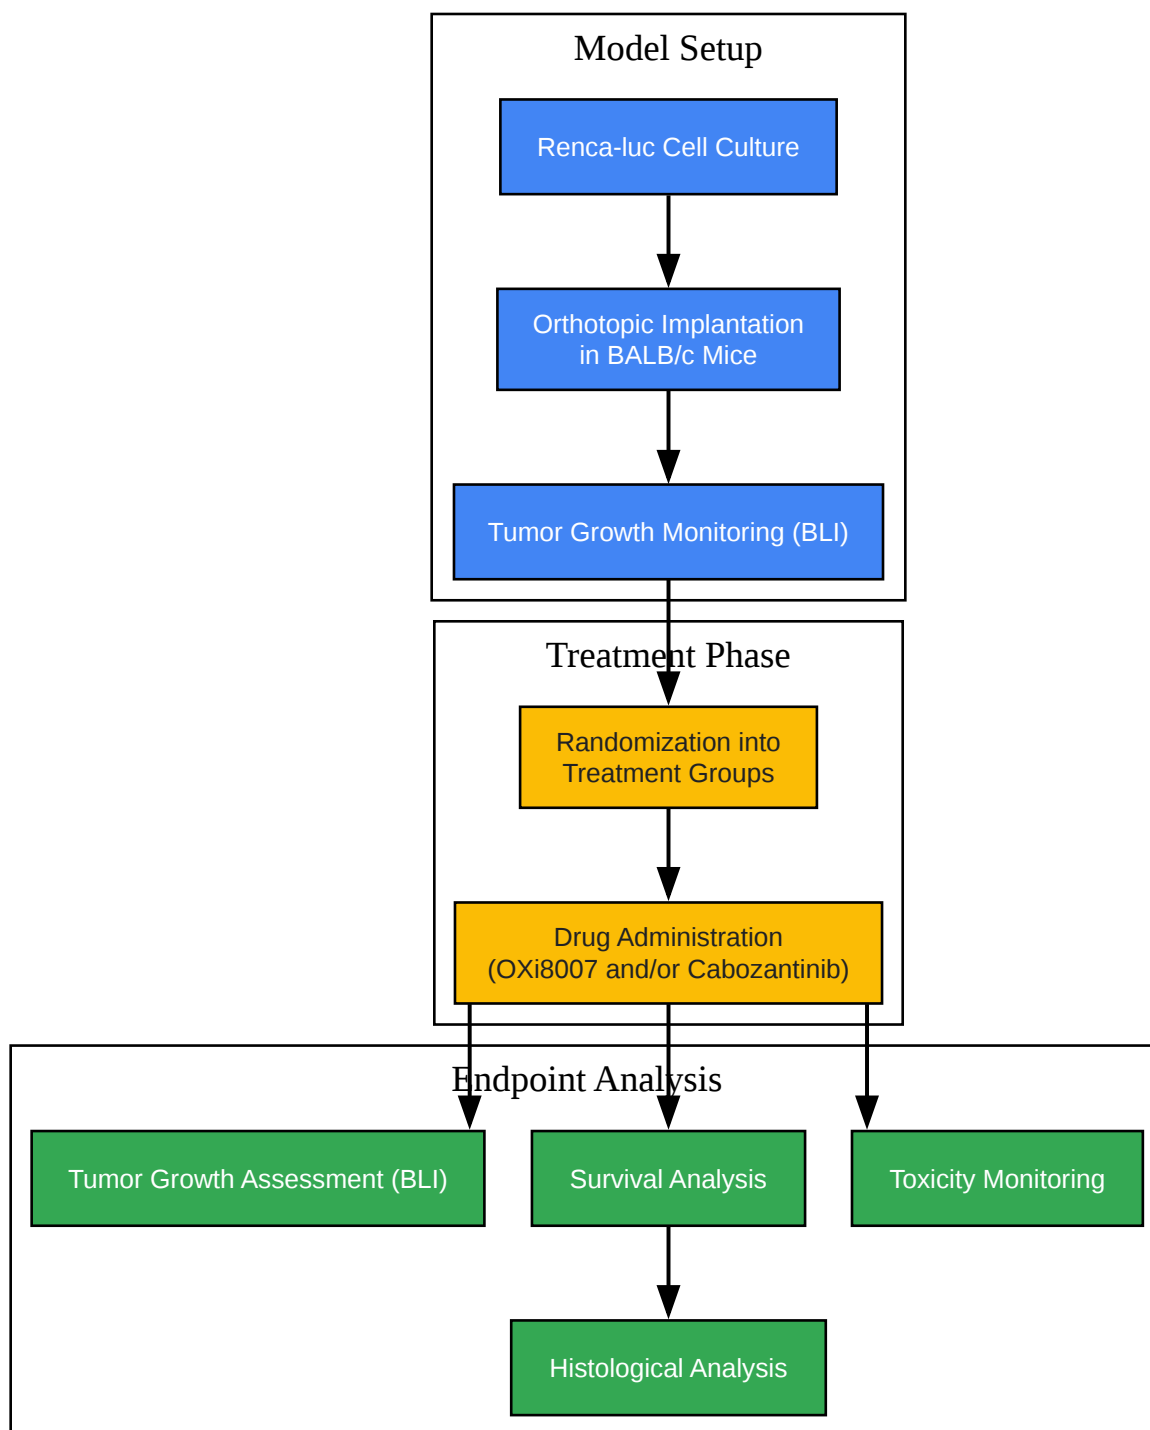 Model Setup
Renca-luc Cell Culture
Orthotopic Implantation
in BALB/c Mice
Tumor Growth Monitoring (BLI)
Treatment Phase
Randomization into
Treatment Groups
Drug Administration
(OXi8007 and/or Cabozantinib)
Endpoint Analysis
Tumor Growth Assessment (BLI)
Survival Analysis
Toxicity Monitoring
Histological Analysis